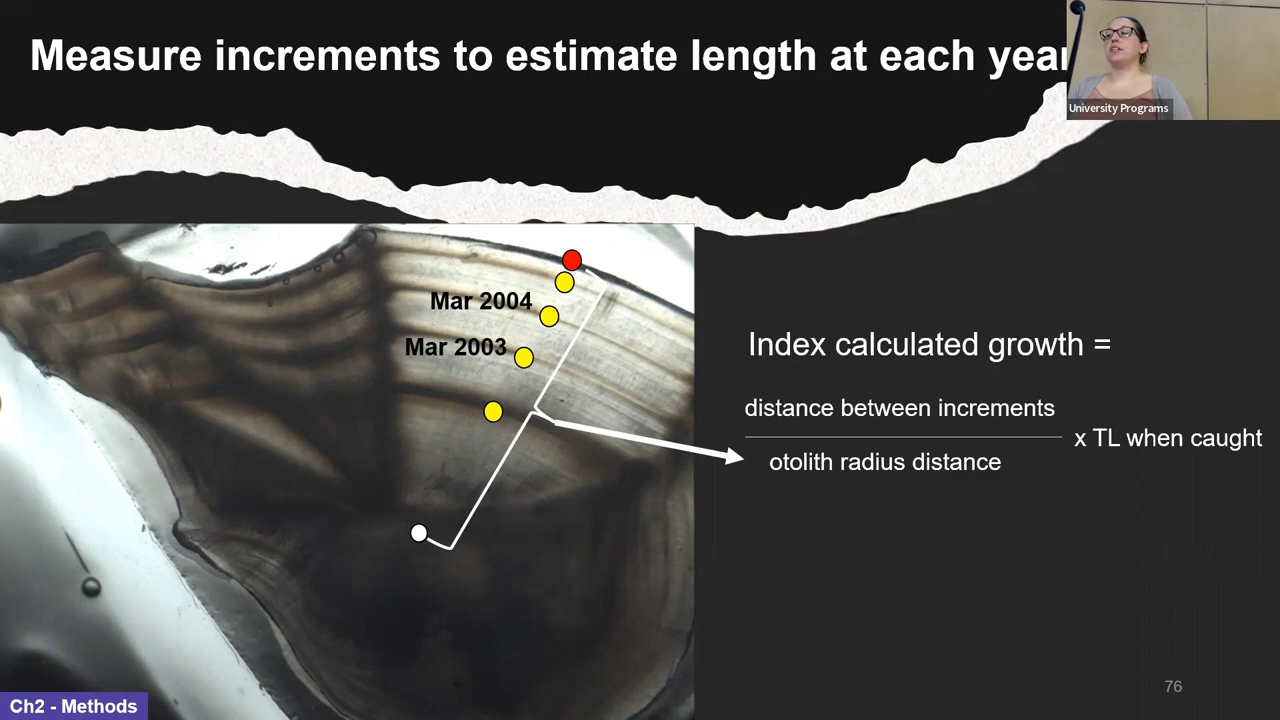 Measure increments to estimate length at each year
University Programs
Mar 2004
Mar 2003
Index calculated growth =
distance between increments
x TL when caught
otolith radius distance
76
Ch2 - Methods